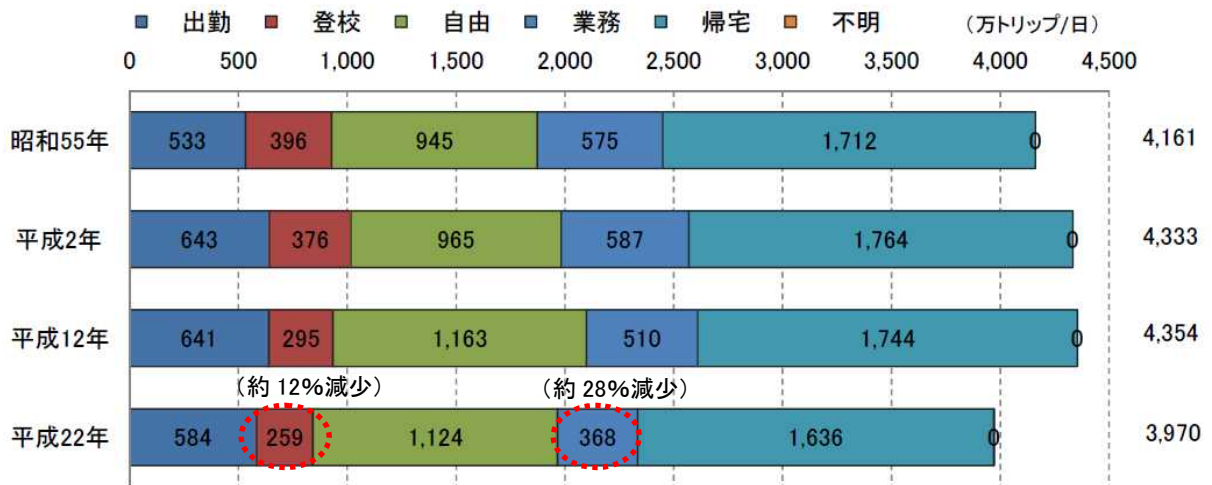 出勤 登校 自由 業務 帰宅 不明 (万トリップ/日)
0 500 1,000 1,500 2,000 2,500 3,000 3,500 4,000 4,500
昭和55年 533 396 945 575 1,712 0 4,161
平成2年 643 376 965 587 1,764 0 4,333
平成12年 641 295 1,163 510 1,744 0 4,354
(約 12%減少) (約 28%減少)
平成22年 584 259 1,124 368 1,636 0 3,970